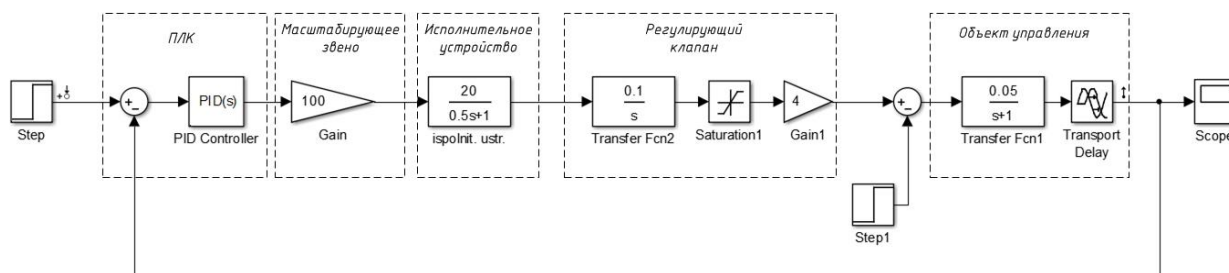 ПЛК
Масштабирующее
звено
Исполнительное
устройство
Регулирующий
клапан
Объект управления
Step
PID(s)
PID Controller
100
Gain
20
0.5s+1
ispolnit. ustr.
0.1
s
Transfer Fcn2
Saturation1
4
Gain1
Step1
0.05
s+1
Transfer Fcn1
Transport
Delay
Scope